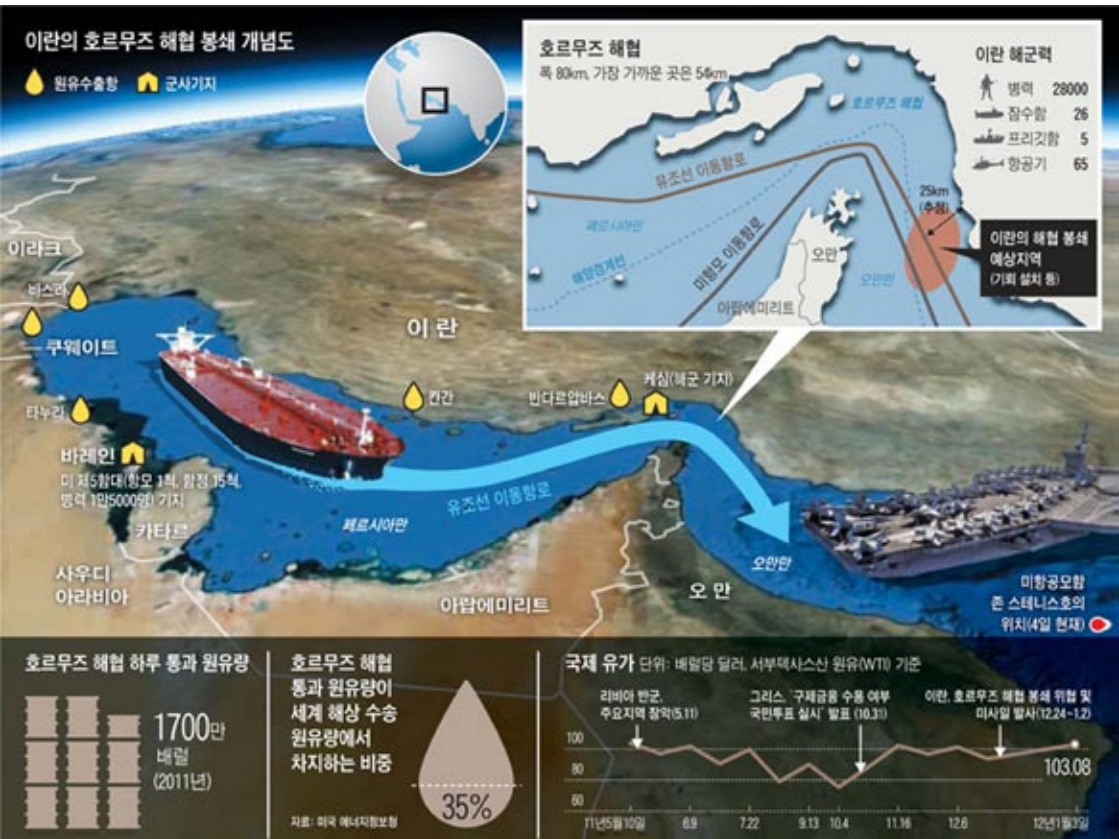 이란의 호르무즈 해협 봉쇄 개념도
원유수출항 군사기지
호르무즈 해협
폭 80km, 가장 가까운 곳은 54km
이란 해군력
병력 28000
잠수함 26
프리깃함 5
항공기 65
호르무즈 해협
유조선 이동항로
페르시아만
해양경계선
미항모 이동항로
오만
아랍에미리트
오만만
25km
(추정)
이란의 해협 봉쇄
예상지역
(기뢰 설치 등)
이라크
바스라
쿠웨이트
이란
타누라
칸간
반다르압바스
케심(해군 기지)
바레인
미 제5함대(항모 1척, 함정 15척,
병력 1만5000명) 기지
카타르
페르시아만
유조선 이동항로
사우디
아라비아
아랍에미리트
오만
오만만
미항공모함
존 스테니스호의
위치(4일 현재)
호르무즈 해협 하루 통과 원유량
1700만
배럴
(2011년)
호르무즈 해협
통과 원유량이
세계 해상 수송
원유량에서
차지하는 비중
35%
자료: 미국 에너지정보청
국제 유가 단위: 배럴당 달러, 서부텍사스산 원유(WTI) 기준
리비아 반군,
주요지역 장악(5.11)
그리스, '구제금융 수용 여부
국민투표 실시' 발표 (10.31)
이란, 호르무즈 해협 봉쇄 위협 및
미사일 발사(12.24~1.2)
100
80
60
103.08
11년5월10일 6.9 7.22 9.13 10.4 11.16 12.6 12년1월3일